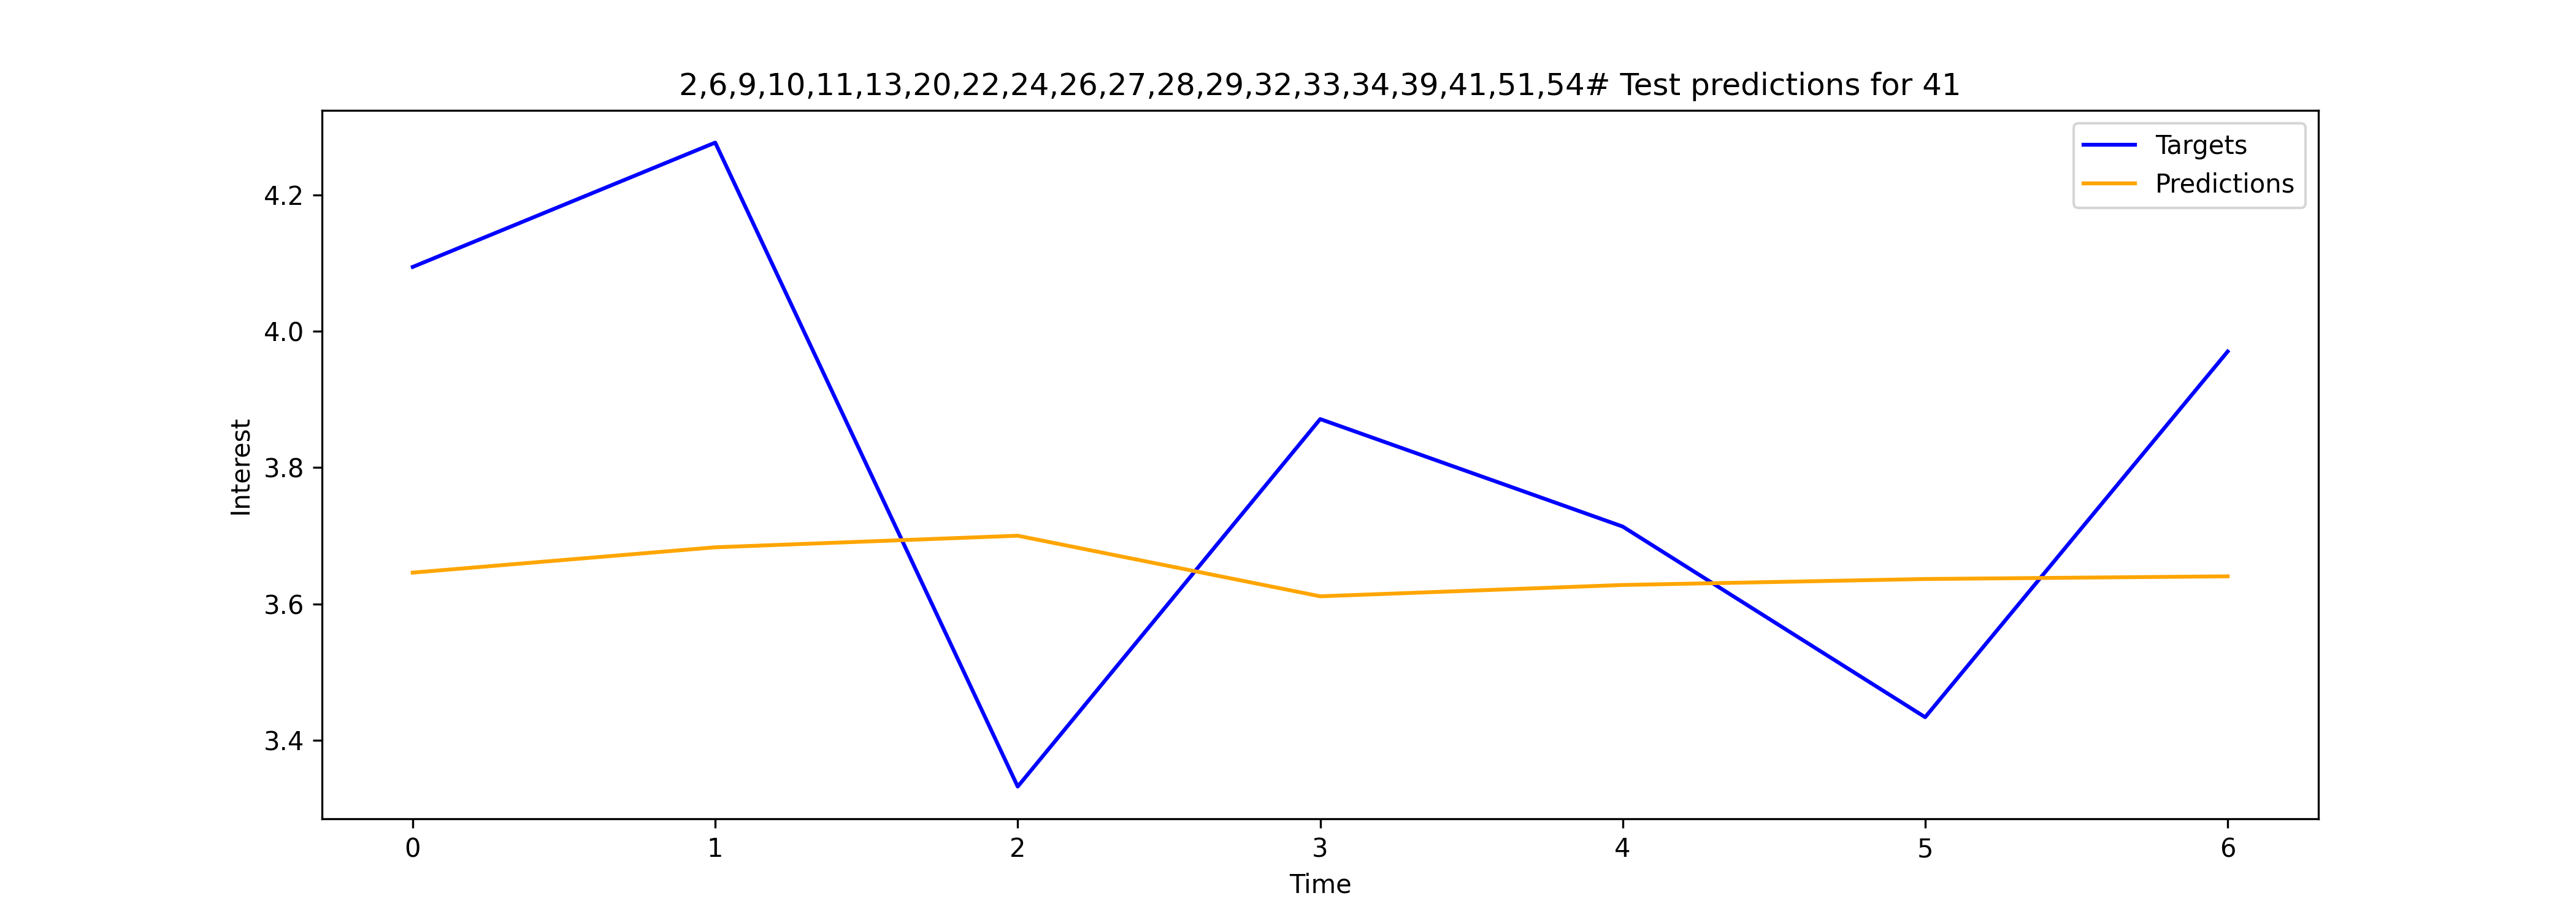 2,6,9,10,11,13,20,22,24,26,27,28,29,32,33,34,39,41,51,54# Test predictions for 41
Targets
Predictions
4.2
4.0
3.8
3.6
3.4
Interest
0 1 2 3 4 5 6
Time